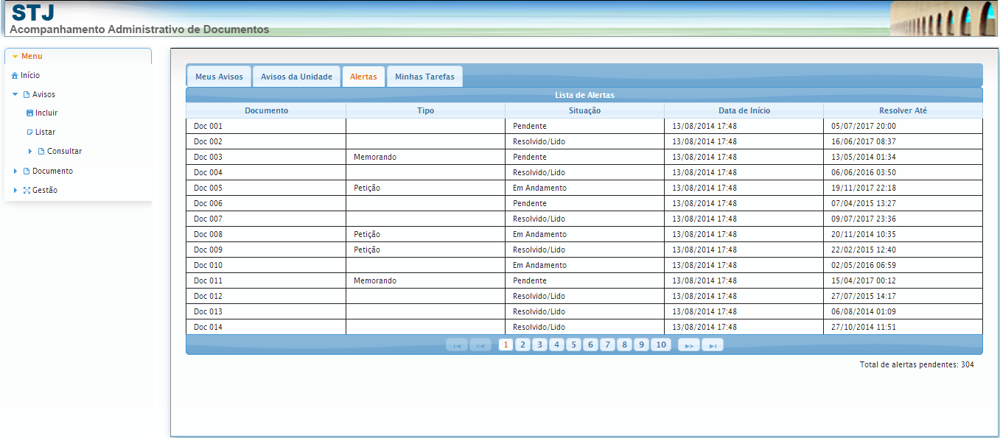 STJ
Acompanhamento Administrativo de Documentos
Menu
Início
Avisos
Incluir
Listar
Consultar
Documento
Gestão
Meus Avisos Avisos da Unidade Alertas Minhas Tarefas
Lista de Alertas
Documento Tipo Situação Data de Início Resolver Até
Doc 001 Pendente 13/08/2014 17:48 05/07/2017 20:00
Doc 002 Resolvido/Lido 13/08/2014 17:48 16/06/2017 08:37
Doc 003 Memorando Pendente 13/08/2014 17:48 13/05/2014 01:34
Doc 004 Resolvido/Lido 13/08/2014 17:48 06/06/2016 03:50
Doc 005 Petição Em Andamento 13/08/2014 17:48 19/11/2017 22:18
Doc 006 Pendente 13/08/2014 17:48 07/04/2015 13:27
Doc 007 Resolvido/Lido 13/08/2014 17:48 09/07/2017 23:36
Doc 008 Petição Em Andamento 13/08/2014 17:48 20/11/2014 10:35
Doc 009 Petição Resolvido/Lido 13/08/2014 17:48 22/02/2015 12:40
Doc 010 Em Andamento 13/08/2014 17:48 02/05/2016 06:59
Doc 011 Memorando Pendente 13/08/2014 17:48 15/04/2017 00:12
Doc 012 Resolvido/Lido 13/08/2014 17:48 27/07/2015 14:17
Doc 013 Resolvido/Lido 13/08/2014 17:48 06/08/2014 01:09
Doc 014 Resolvido/Lido 13/08/2014 17:48 27/10/2014 11:51
1 2 3 4 5 6 7 8 9 10
Total de alertas pendentes: 304